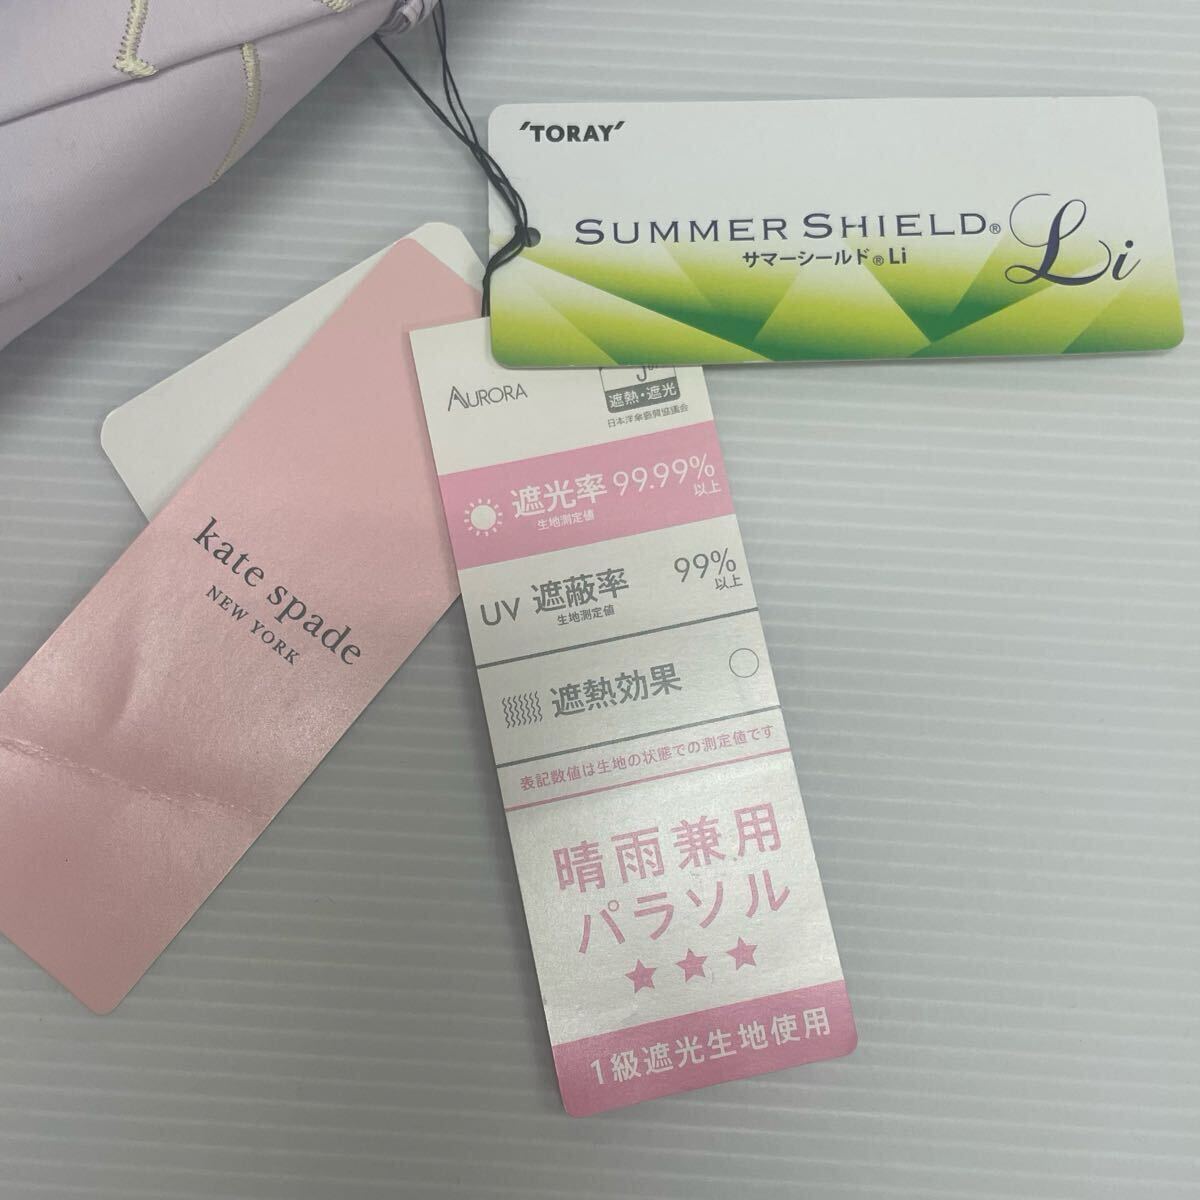 'TORAY'
SUMMER SHIELD® Li
サマーシールド® Li
AURORA
遮熱・遮光
日本洋傘振興協議会
遮光率 99.99%以上
生地測定値
UV 遮蔽率 99%以上
生地測定値
遮熱効果 ○
表記数値は生地の状態での測定値です
晴雨兼用
パラソル
★★★
1級遮光生地使用
kate spade
NEW YORK